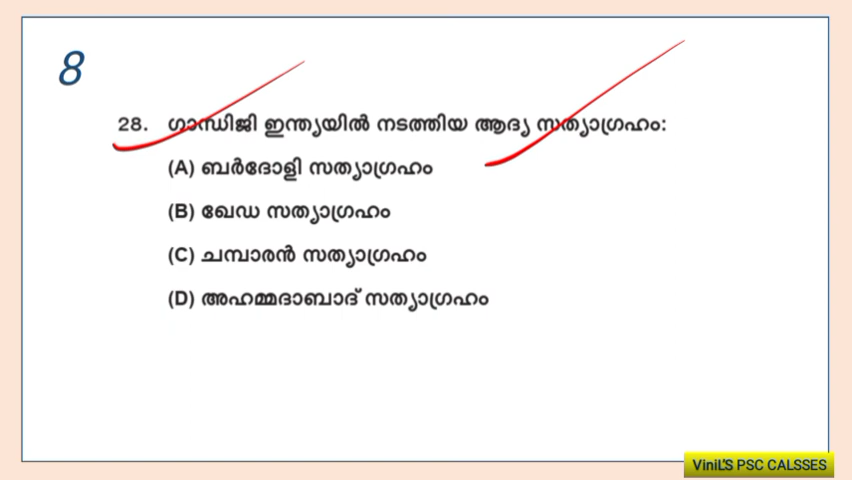 8
28. ഗാന്ധിജി ഇന്ത്യയിൽ നടത്തിയ ആദ്യ സത്യാഗ്രഹം:
(A) ബർദോളി സത്യാഗ്രഹം
(B) ഖേഡ സത്യാഗ്രഹം
(C) ചമ്പാരൻ സത്യാഗ്രഹം
(D) അഹമ്മദാബാദ് സത്യാഗ്രഹം
ViniL'S PSC CALSSES